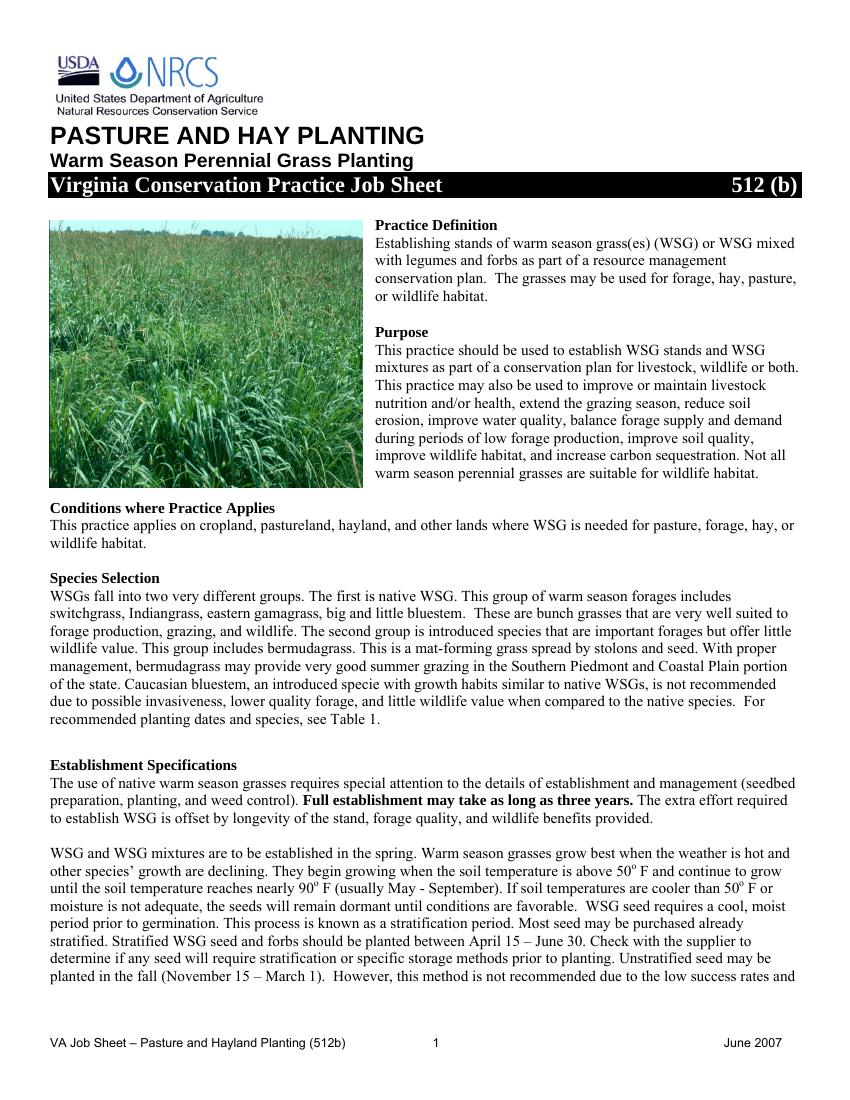 USDA NRCS
United States Department of Agriculture
Natural Resources Conservation Service
PASTURE AND HAY PLANTING
Warm Season Perennial Grass Planting
Virginia Conservation Practice Job Sheet 512 (b)
Practice Definition
Establishing stands of warm season grass(es) (WSG) or WSG mixed
with legumes and forbs as part of a resource management
conservation plan.  The grasses may be used for forage, hay, pasture,
or wildlife habitat.
Purpose
This practice should be used to establish WSG stands and WSG
mixtures as part of a conservation plan for livestock, wildlife or both.
This practice may also be used to improve or maintain livestock
nutrition and/or health, extend the grazing season, reduce soil
erosion, improve water quality, balance forage supply and demand
during periods of low forage production, improve soil quality,
improve wildlife habitat, and increase carbon sequestration. Not all
warm season perennial grasses are suitable for wildlife habitat.
Conditions where Practice Applies
This practice applies on cropland, pastureland, hayland, and other lands where WSG is needed for pasture, forage, hay, or
wildlife habitat.
Species Selection
WSGs fall into two very different groups. The first is native WSG. This group of warm season forages includes
switchgrass, Indiangrass, eastern gamagrass, big and little bluestem.  These are bunch grasses that are very well suited to
forage production, grazing, and wildlife. The second group is introduced species that are important forages but offer little
wildlife value. This group includes bermudagrass. This is a mat-forming grass spread by stolons and seed. With proper
management, bermudagrass may provide very good summer grazing in the Southern Piedmont and Coastal Plain portion
of the state. Caucasian bluestem, an introduced specie with growth habits similar to native WSGs, is not recommended
due to possible invasiveness, lower quality forage, and little wildlife value when compared to the native species.  For
recommended planting dates and species, see Table 1.
Establishment Specifications
The use of native warm season grasses requires special attention to the details of establishment and management (seedbed
preparation, planting, and weed control). Full establishment may take as long as three years. The extra effort required
to establish WSG is offset by longevity of the stand, forage quality, and wildlife benefits provided.
WSG and WSG mixtures are to be established in the spring. Warm season grasses grow best when the weather is hot and
other species’ growth are declining. They begin growing when the soil temperature is above 50º F and continue to grow
until the soil temperature reaches nearly 90º F (usually May - September). If soil temperatures are cooler than 50º F or
moisture is not adequate, the seeds will remain dormant until conditions are favorable.  WSG seed requires a cool, moist
period prior to germination. This process is known as a stratification period. Most seed may be purchased already
stratified. Stratified WSG seed and forbs should be planted between April 15 – June 30. Check with the supplier to
determine if any seed will require stratification or specific storage methods prior to planting. Unstratified seed may be
planted in the fall (November 15 – March 1).  However, this method is not recommended due to the low success rates and
VA Job Sheet – Pasture and Hayland Planting (512b) 1 June 2007